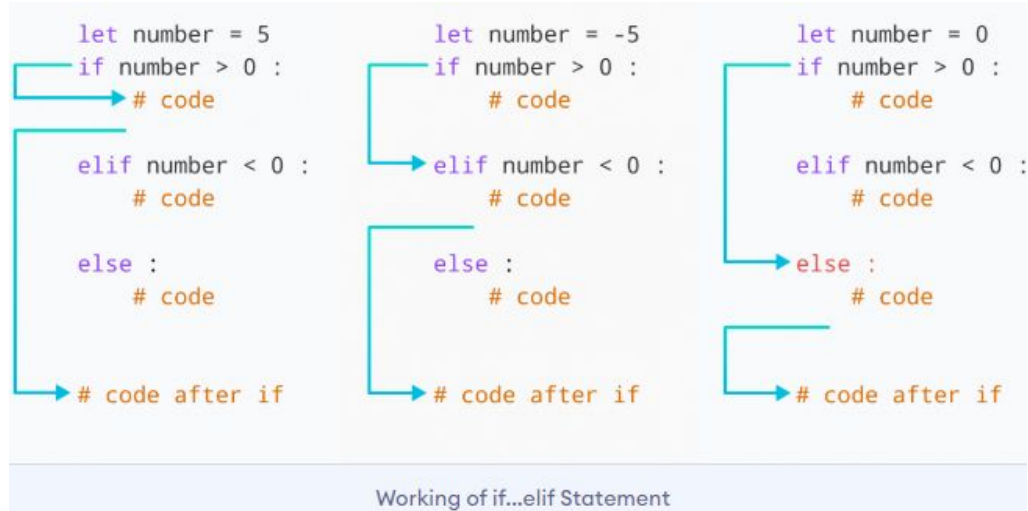 let number = 5
if number > 0 :
# code
elif number < 0 :
# code
else :
# code
# code after if
let number = -5
if number > 0 :
# code
elif number < 0 :
# code
else :
# code
# code after if
let number = 0
if number > 0 :
# code
elif number < 0 :
# code
else :
# code
# code after if
Working of if...elif Statement